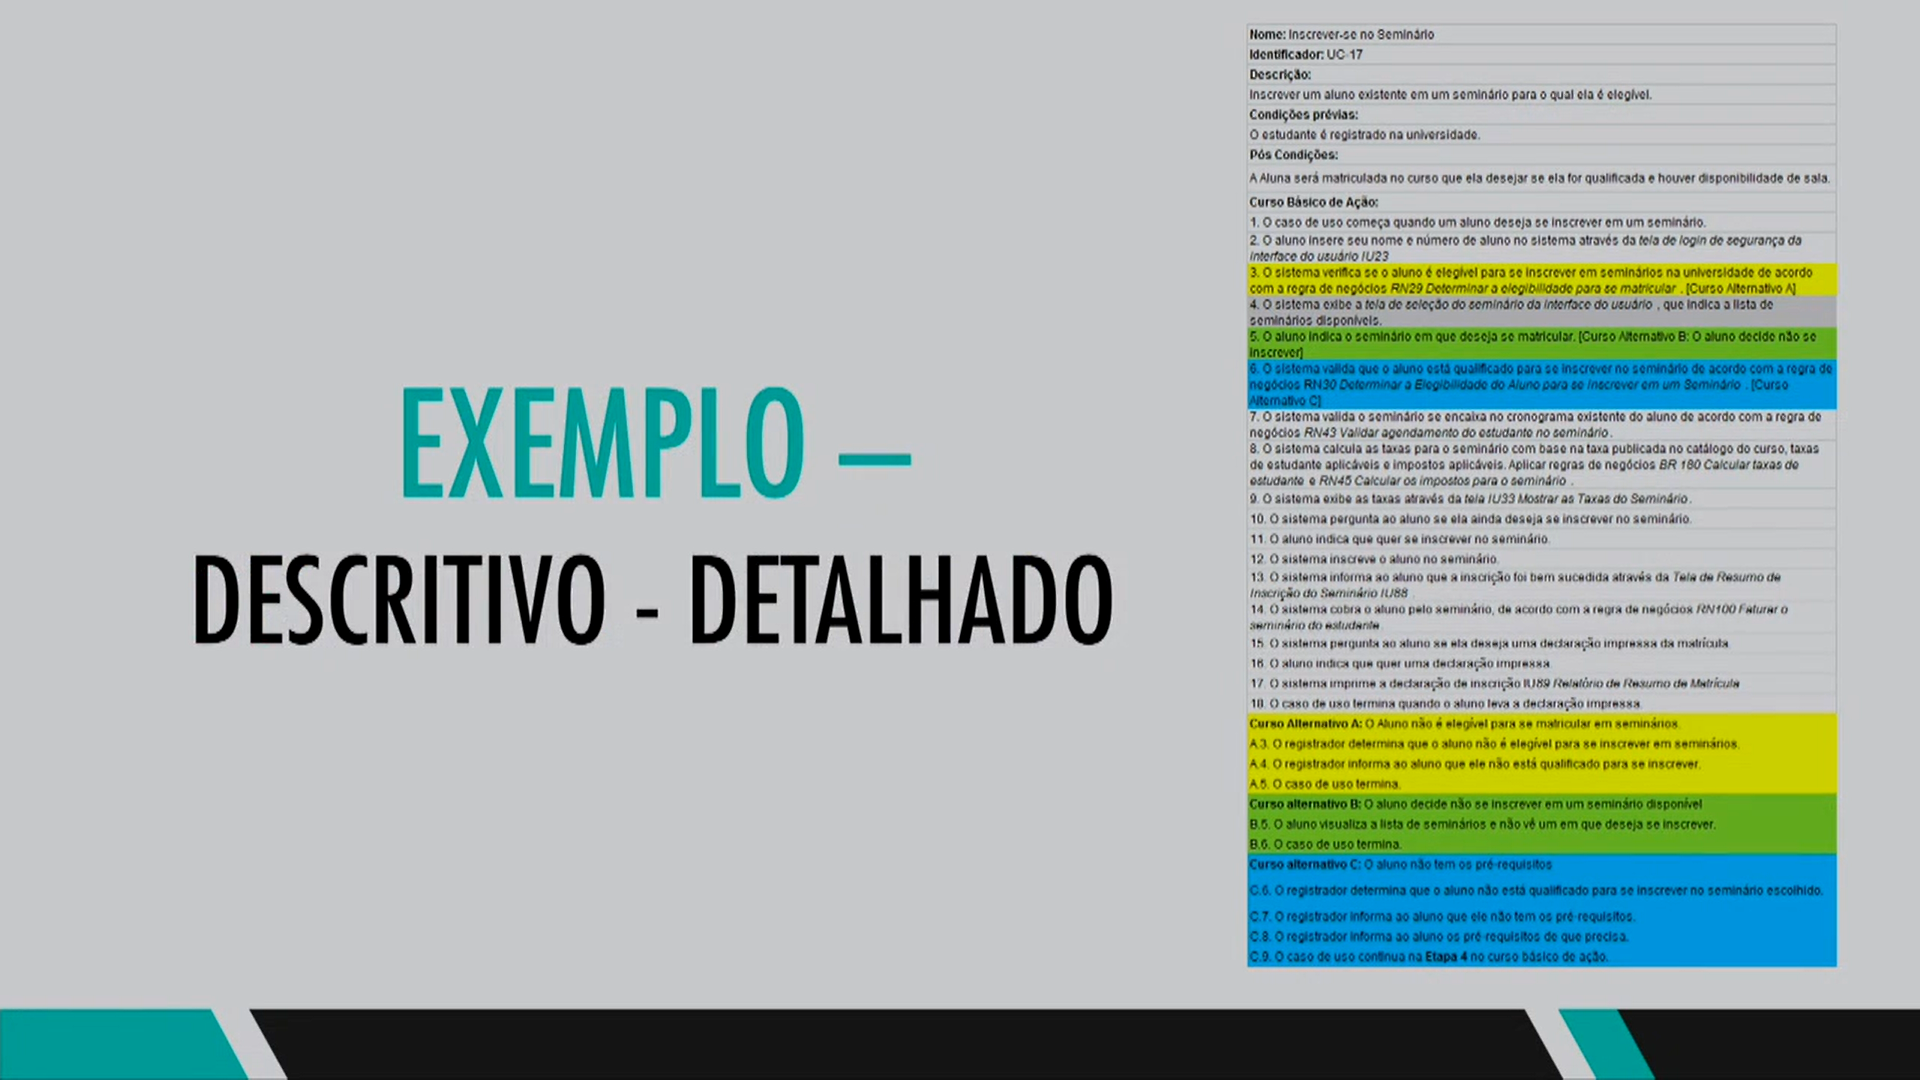 EXEMPLO –
DESCRITIVO - DETALHADO
Nome: Inscrever-se no Seminário
Identificador: UC-17
Descrição:
Inscrever um aluno existente em um seminário para o qual ela é elegível.
Condições prévias:
O estudante é registrado na universidade.
Pós Condições:
A Aluna será matriculada no curso que ela desejar se ela for qualificada e houver disponibilidade de sala.
Curso Básico de Ação:
1. O caso de uso começa quando um aluno deseja se inscrever em um seminário.
2. O aluno insere seu nome e número de aluno no sistema através da tela de login de segurança da
interface do usuário IU23
3. O sistema verifica se o aluno é elegível para se inscrever em seminários na universidade de acordo
com a regra de negócios RN29 Determinar a elegibilidade para se matricular . [Curso Alternativo A]
4. O sistema exibe a tela de seleção do seminário da interface do usuário , que indica a lista de
seminários disponíveis.
5. O aluno indica o seminário em que deseja se matricular. [Curso Alternativo B: O aluno decide não se
inscrever]
6. O sistema valida que o aluno está qualificado para se inscrever no seminário de acordo com a regra de
negócios RN30 Determinar a Elegibilidade do Aluno para se Inscrever em um Seminário . [Curso
Alternativo C]
7. O sistema valida o seminário se encaixa no cronograma existente do aluno de acordo com a regra de
negócios RN43 Validar agendamento do estudante no seminário .
8. O sistema calcula as taxas para o seminário com base na taxa publicada no catálogo do curso, taxas
de estudante aplicáveis e impostos aplicáveis. Aplicar regras de negócios BR 180 Calcular taxas de
estudante e RN45 Calcular os impostos para o seminário .
9. O sistema exibe as taxas através da tela IU33 Mostrar as Taxas do Seminário .
10. O sistema pergunta ao aluno se ela ainda deseja se inscrever no seminário.
11. O aluno indica que quer se inscrever no seminário.
12. O sistema inscreve o aluno no seminário.
13. O sistema informa ao aluno que a inscrição foi bem sucedida através da Tela de Resumo de
Inscrição do Seminário IU88 .
14. O sistema cobra o aluno pelo seminário, de acordo com a regra de negócios RN100 Faturar o
seminário do estudante .
15. O sistema pergunta ao aluno se ela deseja uma declaração impressa da matrícula.
16. O aluno indica que quer uma declaração impressa.
17. O sistema imprime a declaração de inscrição IU89 Relatório de Resumo de Matrícula
18. O caso de uso termina quando o aluno leva a declaração impressa.
Curso Alternativo A: O Aluno não é elegível para se matricular em seminários.
A.3. O registrador determina que o aluno não é elegível para se inscrever em seminários.
A.4. O registrador informa ao aluno que ele não está qualificado para se inscrever.
A.5. O caso de uso termina.
Curso alternativo B: O aluno decide não se inscrever em um seminário disponível
B.5. O aluno visualiza a lista de seminários e não vê um em que deseja se inscrever.
B.6. O caso de uso termina.
Curso alternativo C: O aluno não tem os pré-requisitos
C.6. O registrador determina que o aluno não está qualificado para se inscrever no seminário escolhido.
C.7. O registrador informa ao aluno que ele não tem os pré-requisitos.
C.8. O registrador informa ao aluno os pré-requisitos de que precisa.
C.9. O caso de uso continua na Etapa 4 no curso básico de ação.